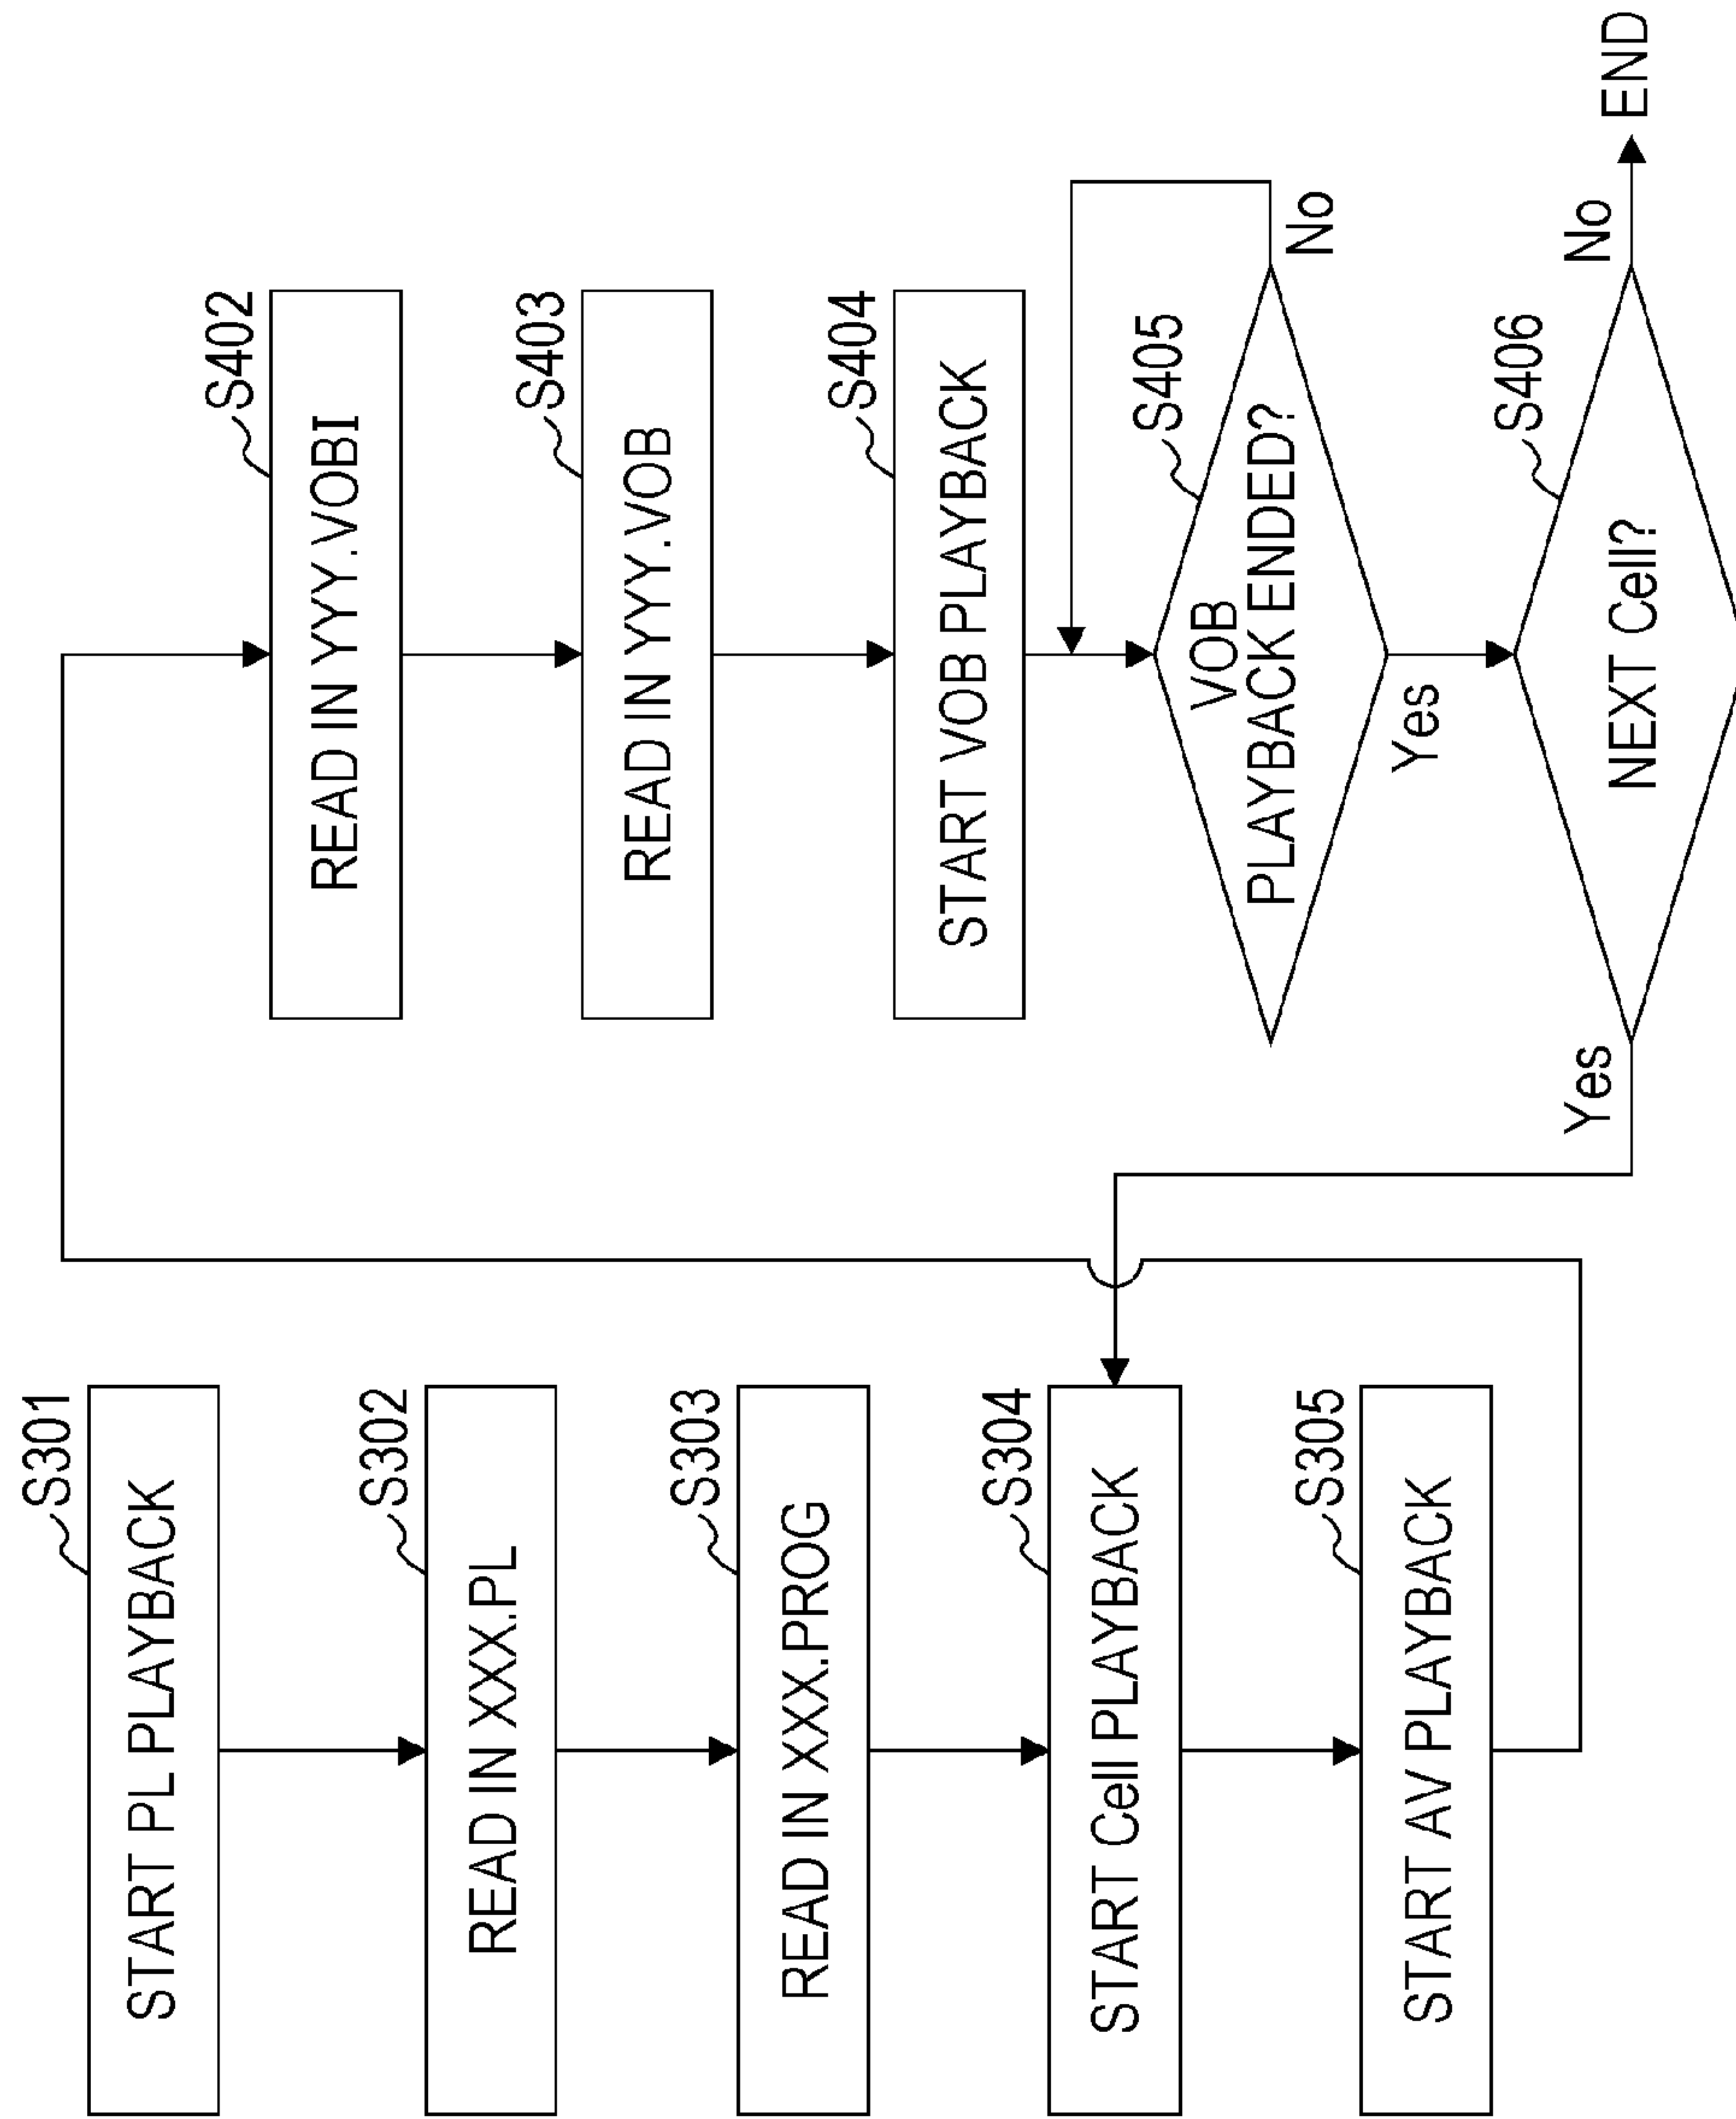 S301
START PL PLAYBACK
S302
READ IN XXX.PL
S303
READ IN XXX.PROG
S304
START Cell PLAYBACK
S305
START AV PLAYBACK
S402
READ IN YYY.VOBI
S403
READ IN YYY.VOB
S404
START VOB PLAYBACK
S405
VOB
PLAYBACK ENDED?
No
Yes
S406
NEXT Cell?
Yes
No
END